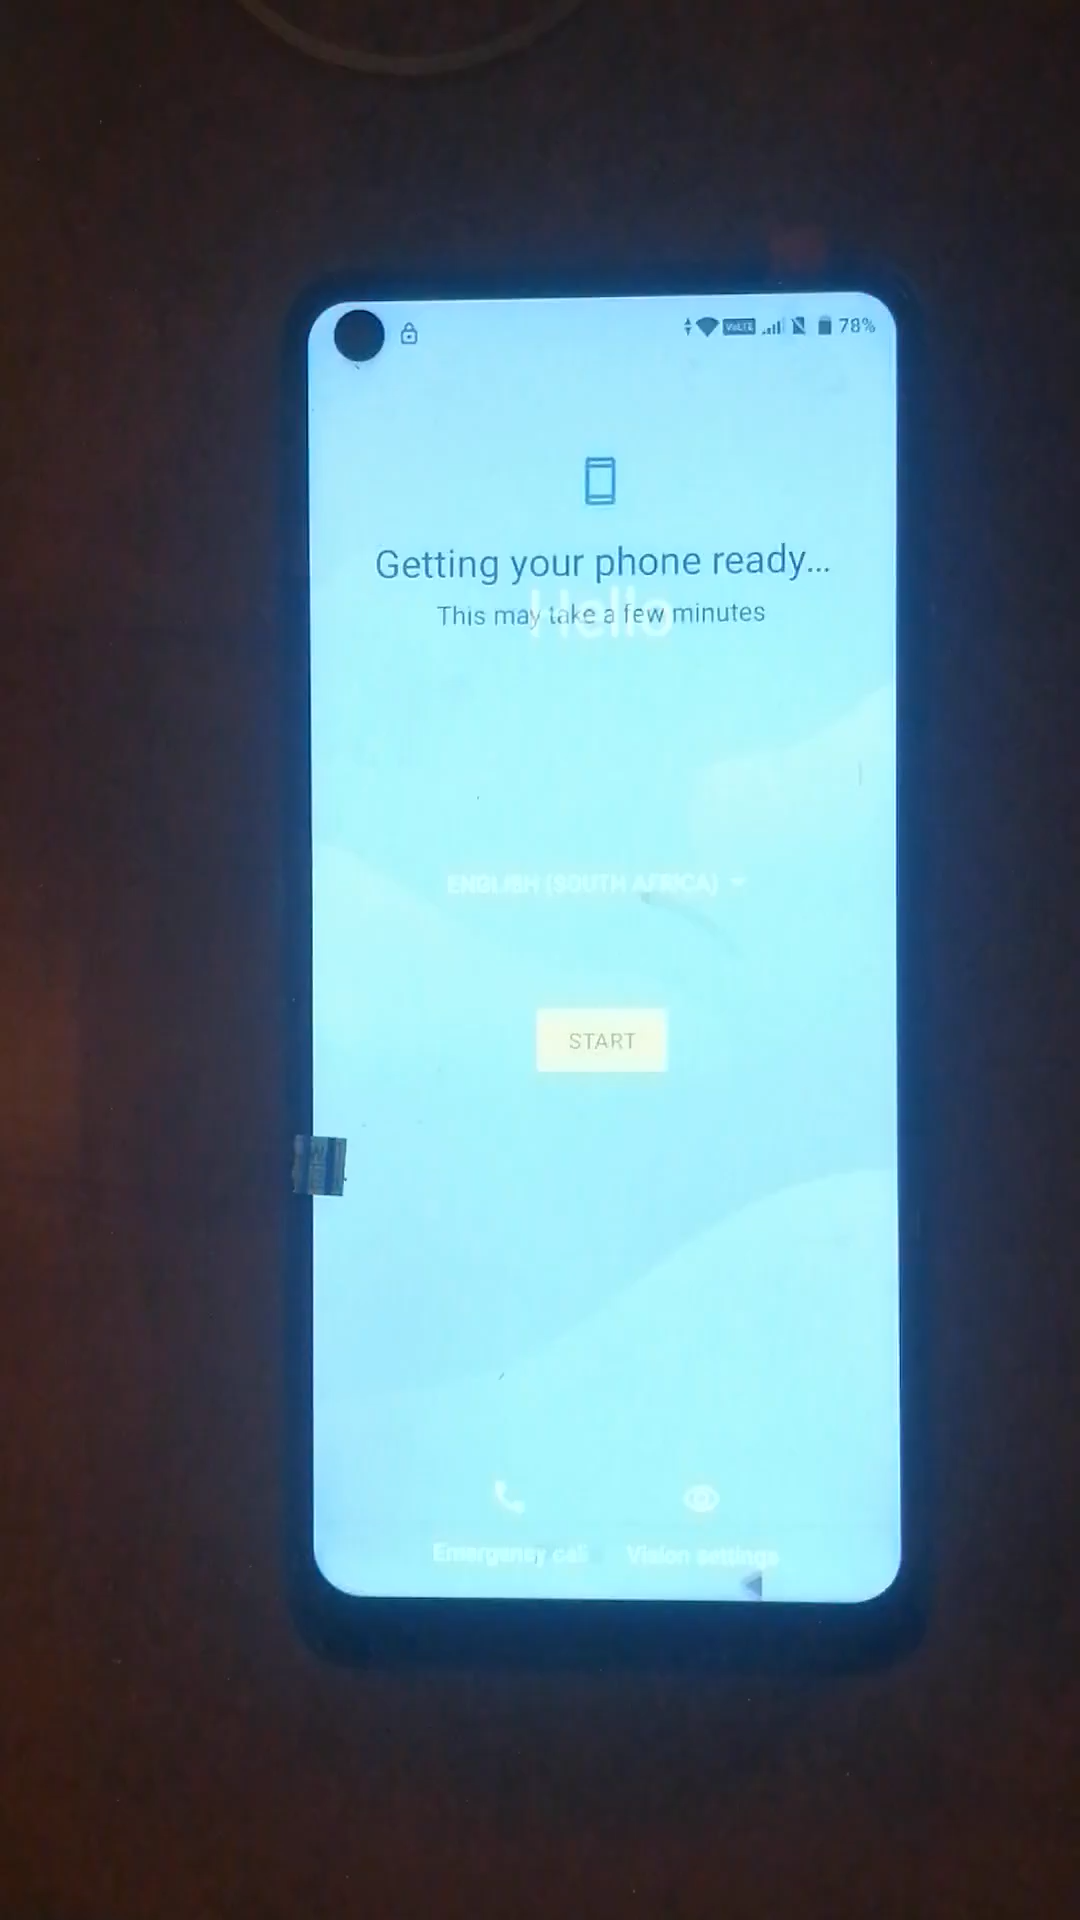 VoLTE 78%
Getting your phone ready...
This may take a few minutes
Hello
ENGLISH (SOUTH AFRICA)
START
Emergency call Vision settings